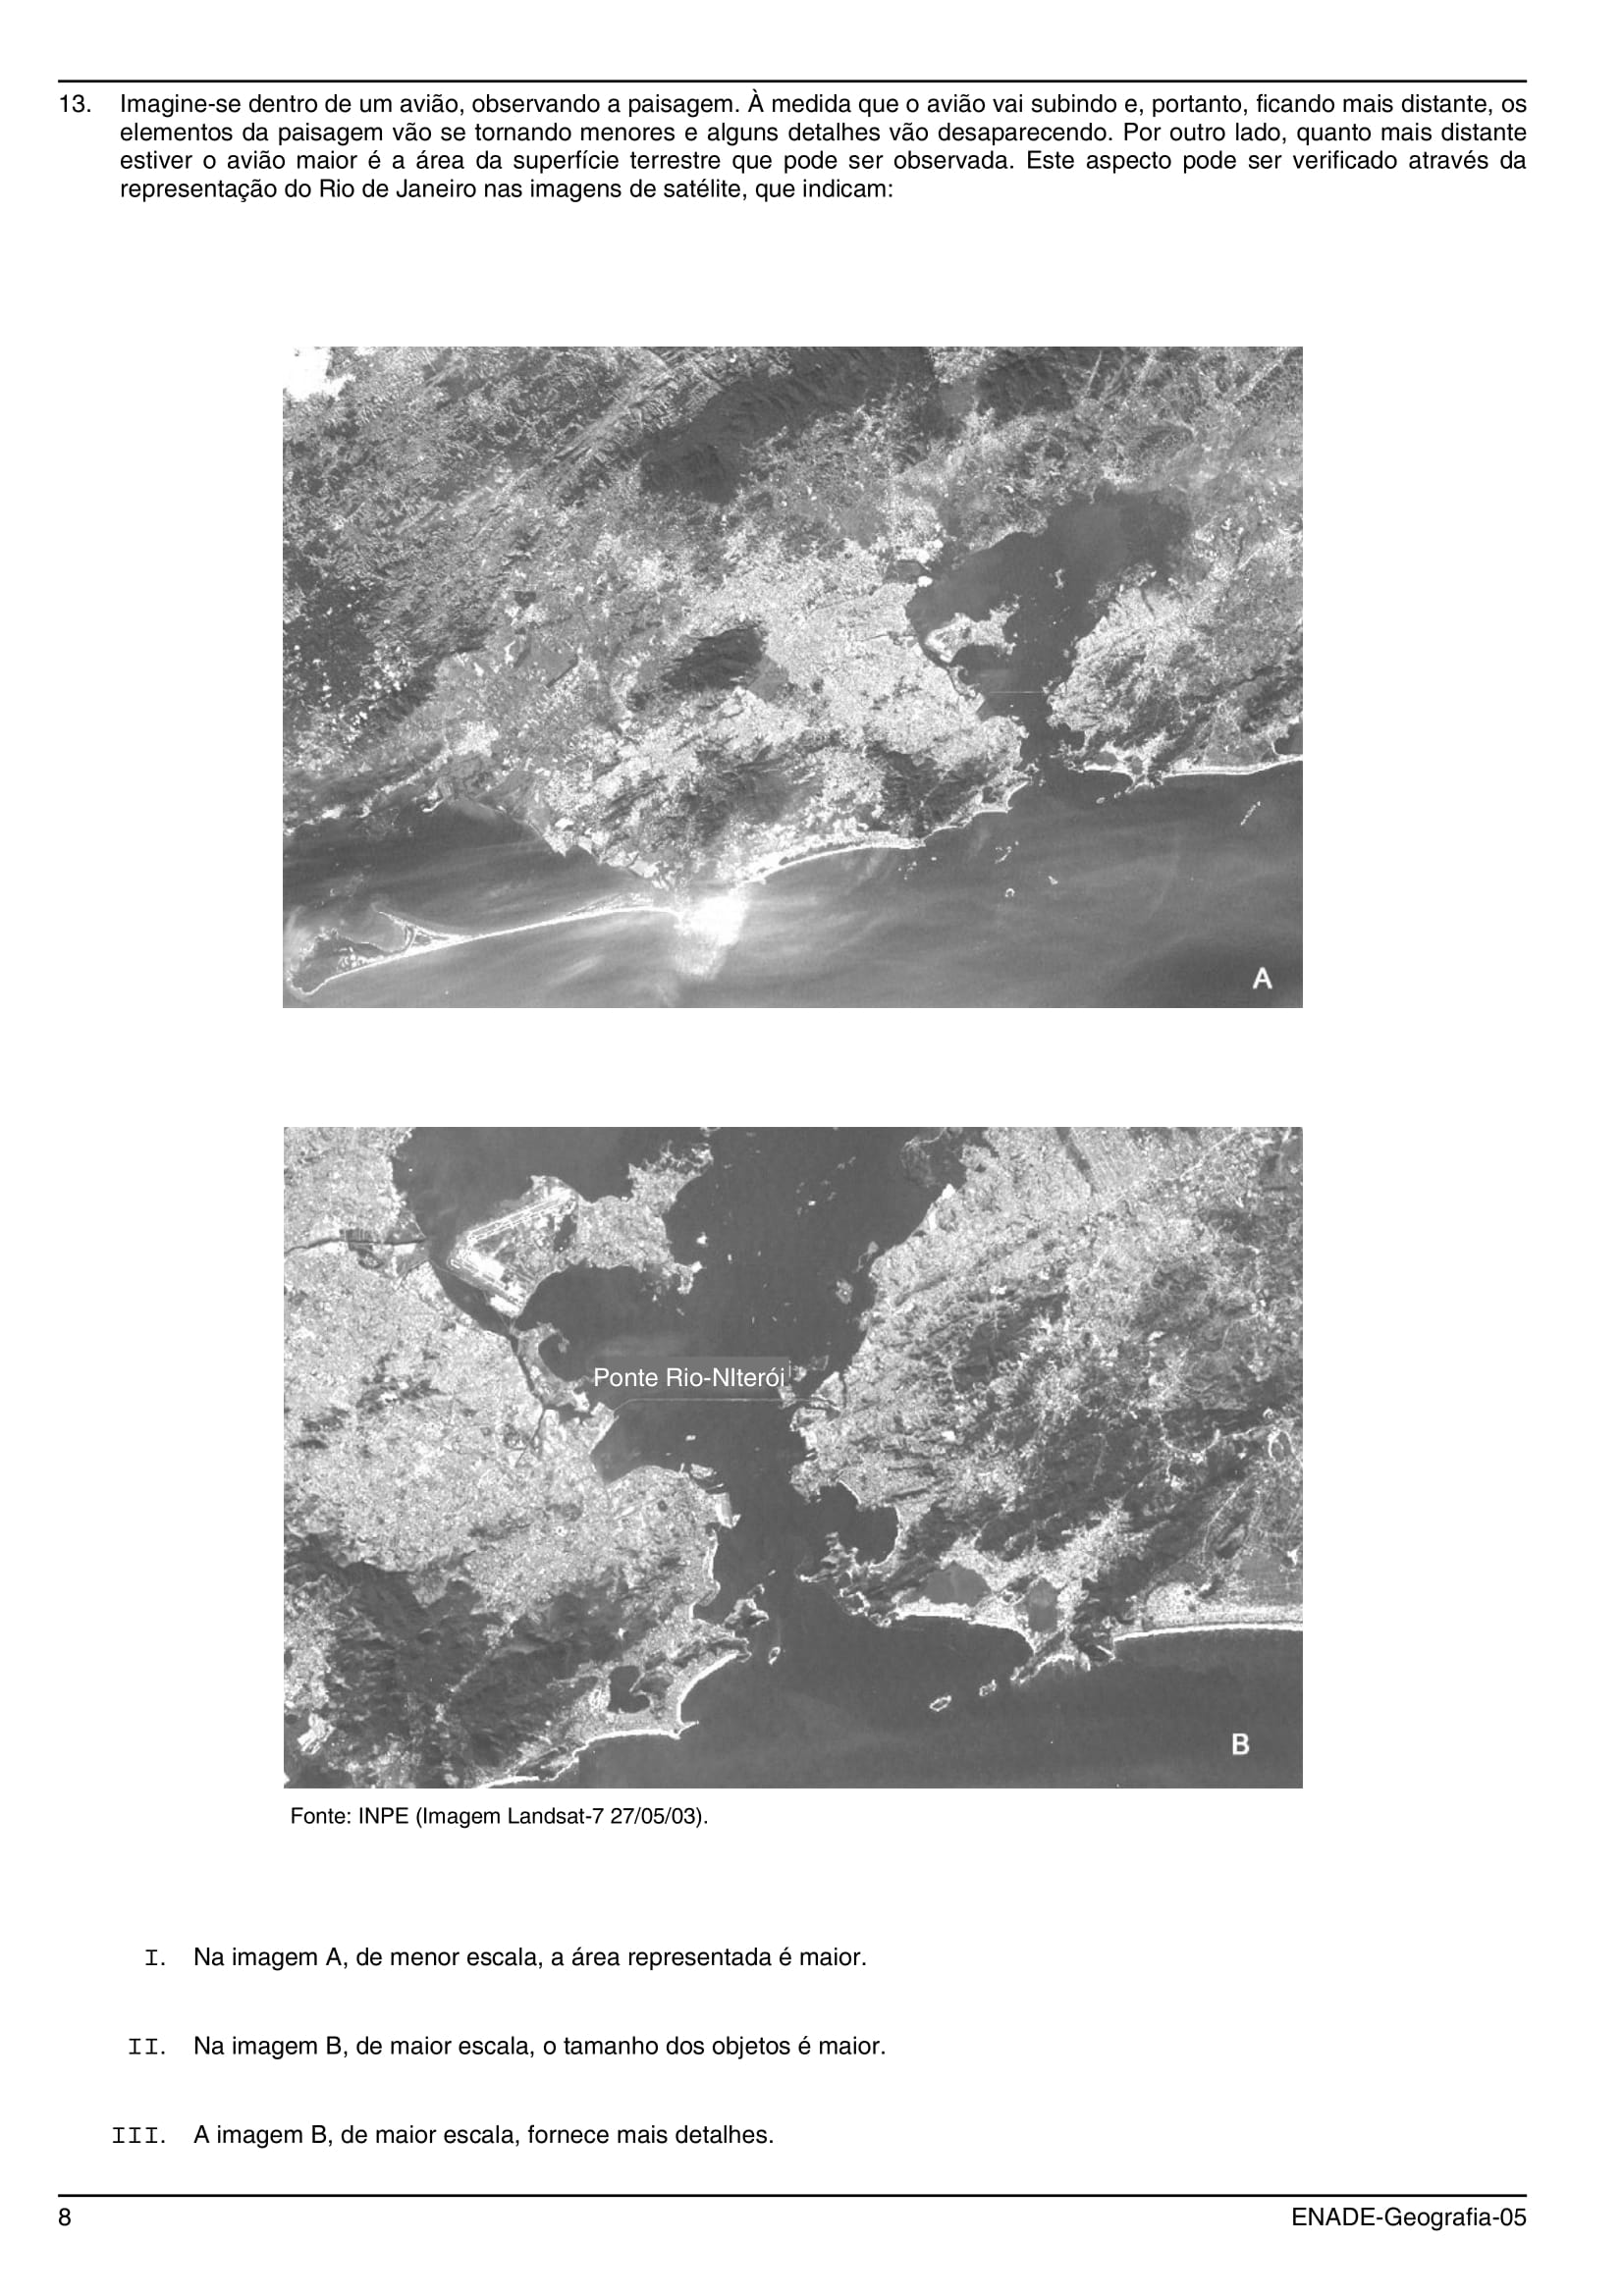 13. Imagine-se dentro de um avião, observando a paisagem. À medida que o avião vai subindo e, portanto, ficando mais distante, os
elementos da paisagem vão se tornando menores e alguns detalhes vão desaparecendo. Por outro lado, quanto mais distante
estiver o avião maior é a área da superfície terrestre que pode ser observada. Este aspecto pode ser verificado através da
representação do Rio de Janeiro nas imagens de satélite, que indicam:
A
Ponte Rio-NIterói
B
Fonte: INPE (Imagem Landsat-7 27/05/03).
I. Na imagem A, de menor escala, a área representada é maior.
II. Na imagem B, de maior escala, o tamanho dos objetos é maior.
III. A imagem B, de maior escala, fornece mais detalhes.
8 ENADE-Geografia-05